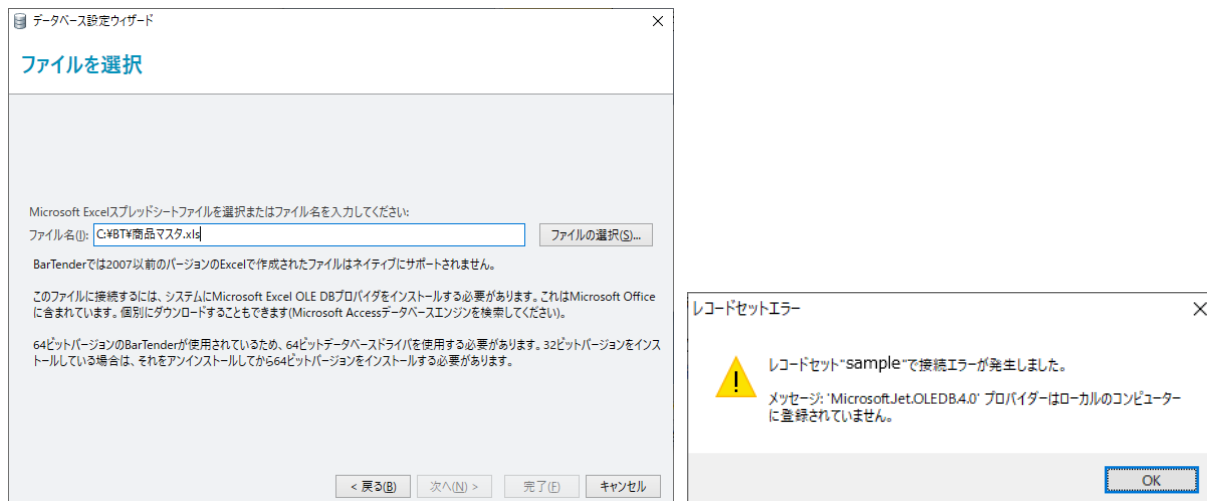 データベース設定ウィザード
ファイルを選択
Microsoft Excelスプレッドシートファイルを選択またはファイル名を入力してください:
ファイル名(I): C:¥BT¥商品マスタ.xls ファイルの選択(S)...
BarTenderでは2007以前のバージョンのExcelで作成されたファイルはネイティブにサポートされません。
このファイルに接続するには、システムにMicrosoft Excel OLE DBプロバイダをインストールする必要があります。これはMicrosoft Office
に含まれています。個別にダウンロードすることもできます(Microsoft Accessデータベースエンジンを検索してください)。
64ビットバージョンのBarTenderが使用されているため、64ビットデータベースドライバを使用する必要があります。32ビットバージョンをインス
トールしている場合は、それをアンインストールしてから64ビットバージョンをインストールする必要があります。
< 戻る(B) 次へ(N) > 完了(F) キャンセル
レコードセットエラー
レコードセット"sample"で接続エラーが発生しました。
メッセージ: 'Microsoft.Jet.OLEDB.4.0' プロバイダーはローカルのコンピューター
に登録されていません。
OK